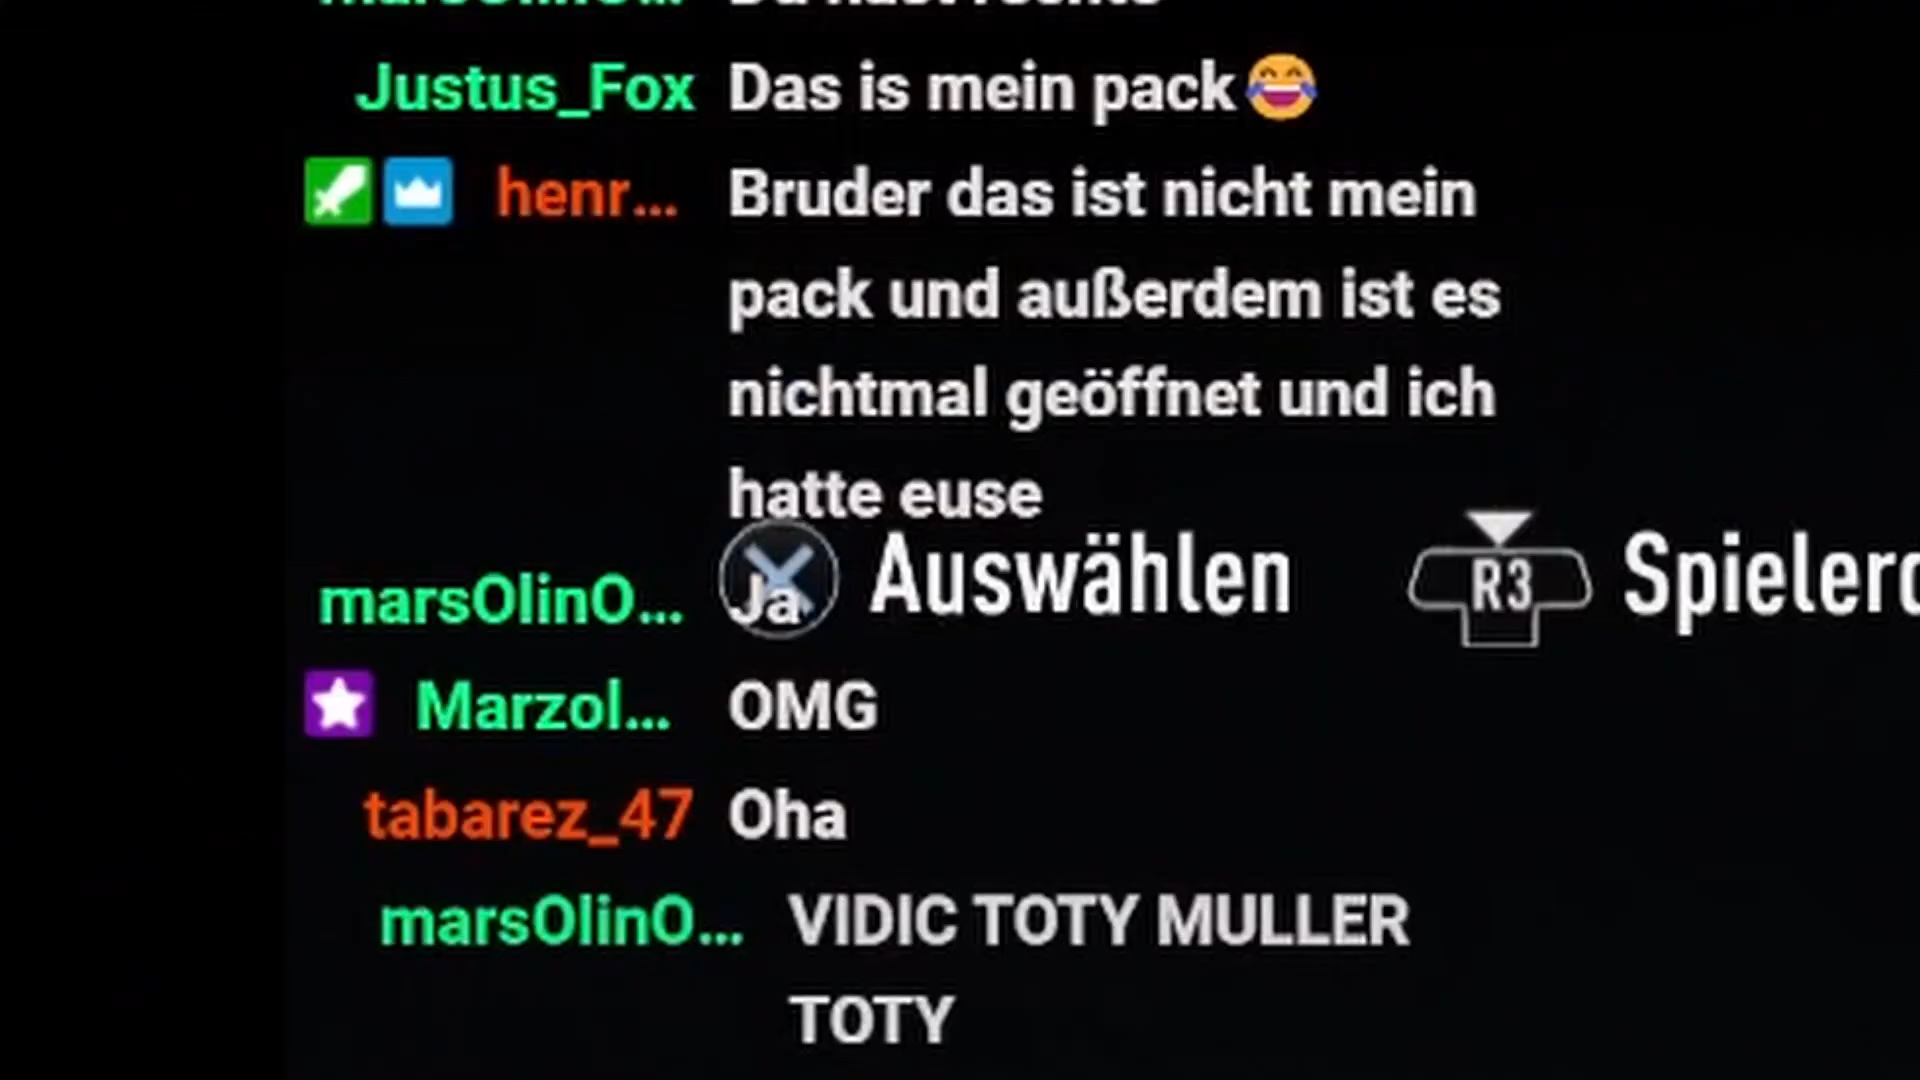 Justus_Fox Das is mein pack😂
henr... Bruder das ist nicht mein
pack und außerdem ist es
nichtmal geöffnet und ich
hatte euse
Auswählen R3 Spielerd
marsOlinO... Ja
Marzol... OMG
tabarez_47 Oha
marsOlinO... VIDIC TOTY MULLER
TOTY